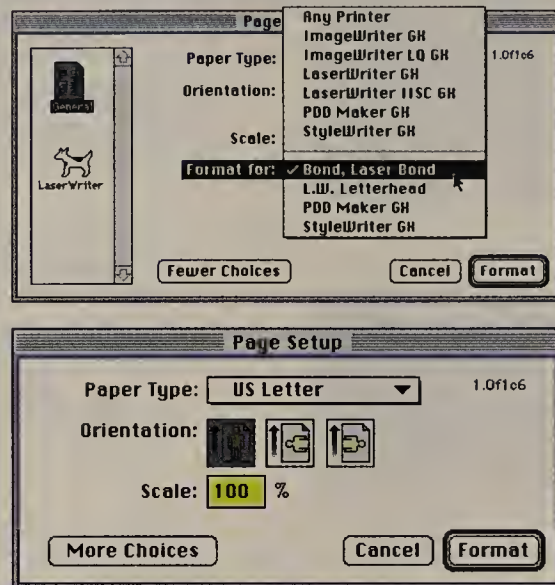 Page
Any Printer
ImageWriter GX
ImageWriter LQ GX
LaserWriter GX
LaserWriter IISC GX
PDD Maker GX
StyleWriter GX
1.0f1c6
Paper Type:
Orientation:
Scale:
Format for: ✓ Bond, Laser Bond
L.W. Letterhead
PDD Maker GX
StyleWriter GX
General
LaserWriter
Fewer Choices Cancel Format
Page Setup
Paper Type: US Letter 1.0f1c6
Orientation:
Scale: 100 %
More Choices Cancel Format